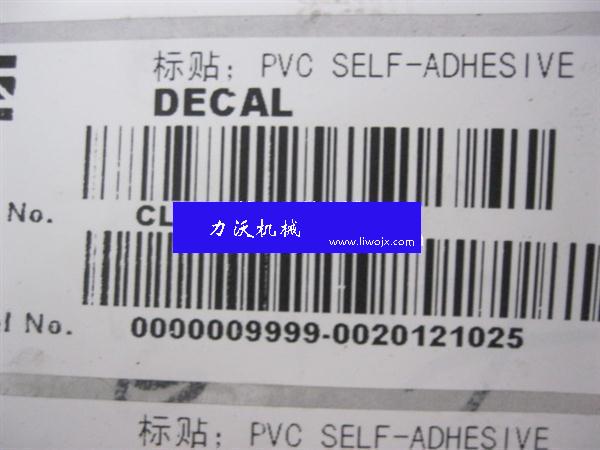 标贴; PVC SELF-ADHESIVE
DECAL
No. CL
力沃机械
www.liwojx.com
No. 0000009999-0020121025
标贴; PVC SELF-ADHESIVE